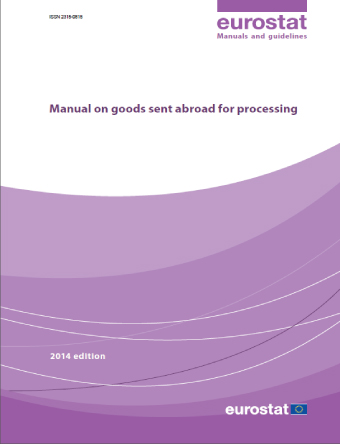 ISSN 2315-0815
eurostat
Manuals and guidelines
Manual on goods sent abroad for processing
2014 edition
eurostat